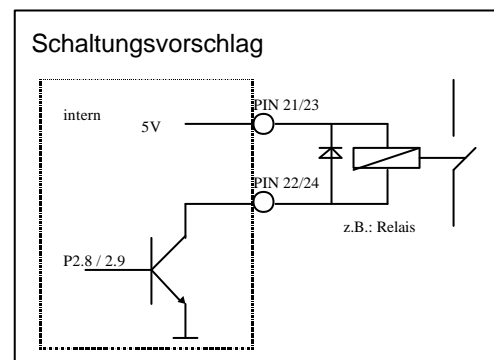 Schaltungsvorschlag
intern
5V
PIN 21/23
PIN 22/24
z.B.: Relais
P2.8 / 2.9